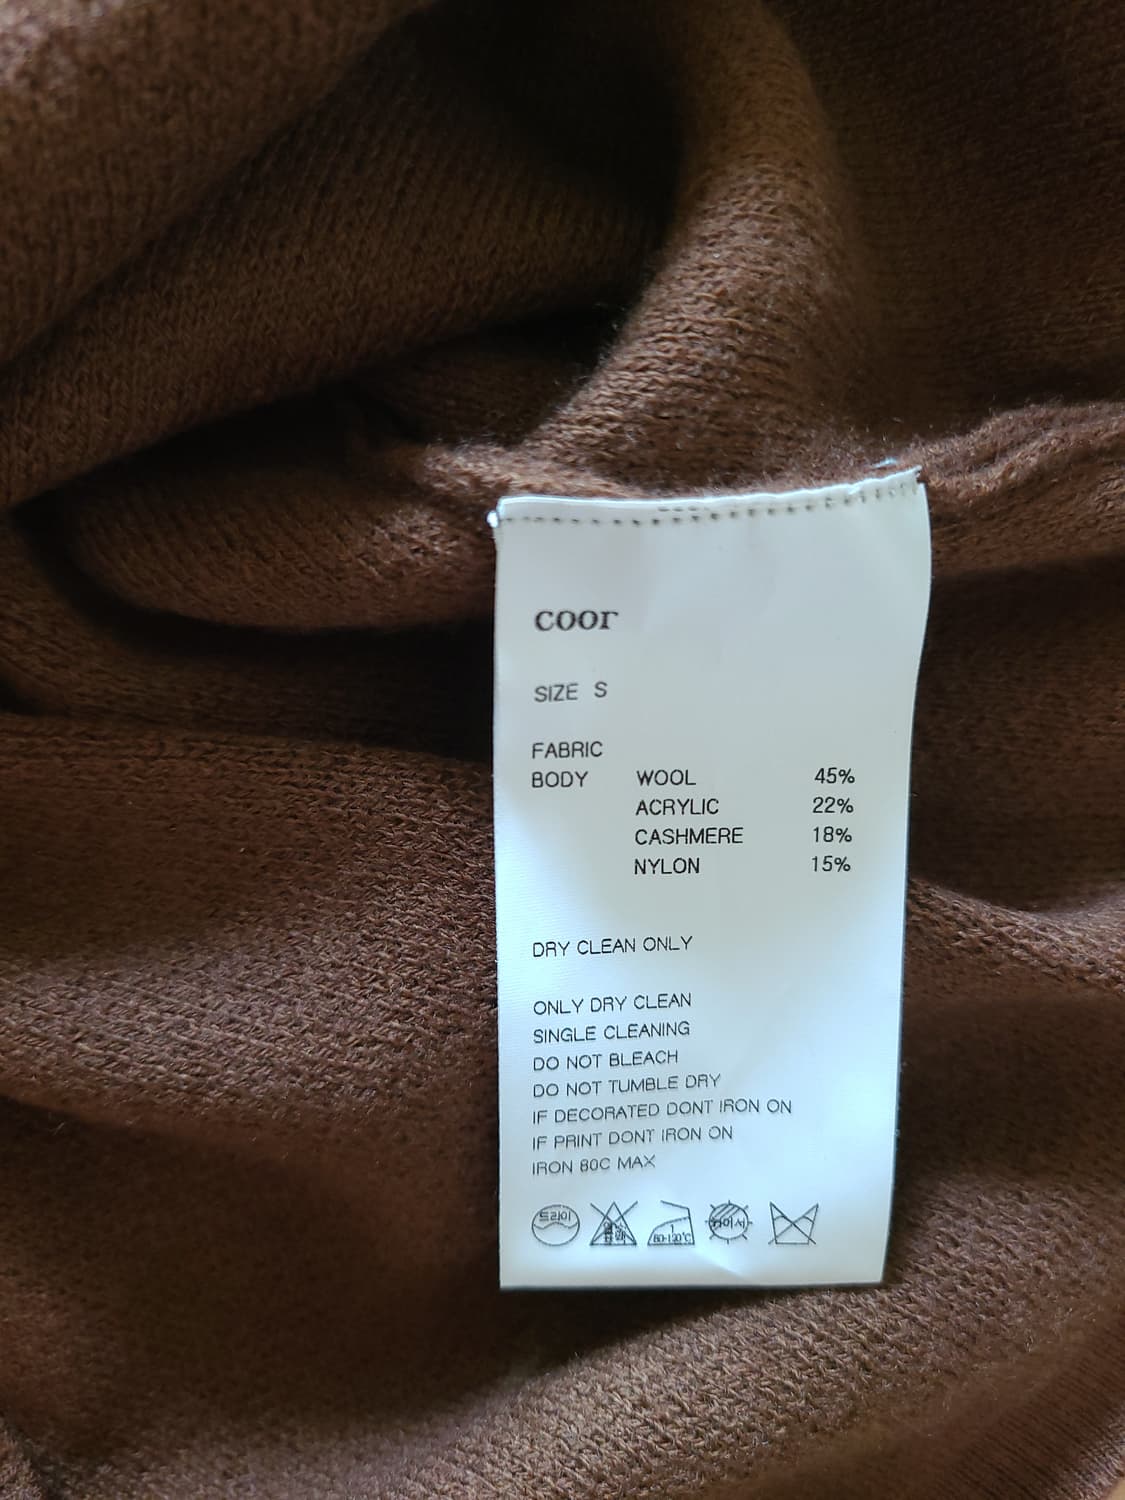 coor
SIZE S
FABRIC
BODY WOOL 45%
ACRYLIC 22%
CASHMERE 18%
NYLON 15%
DRY CLEAN ONLY
ONLY DRY CLEAN
SINGLE CLEANING
DO NOT BLEACH
DO NOT TUMBLE DRY
IF DECORATED DONT IRON ON
IF PRINT DONT IRON ON
IRON 80C MAX
드라이 80-120℃